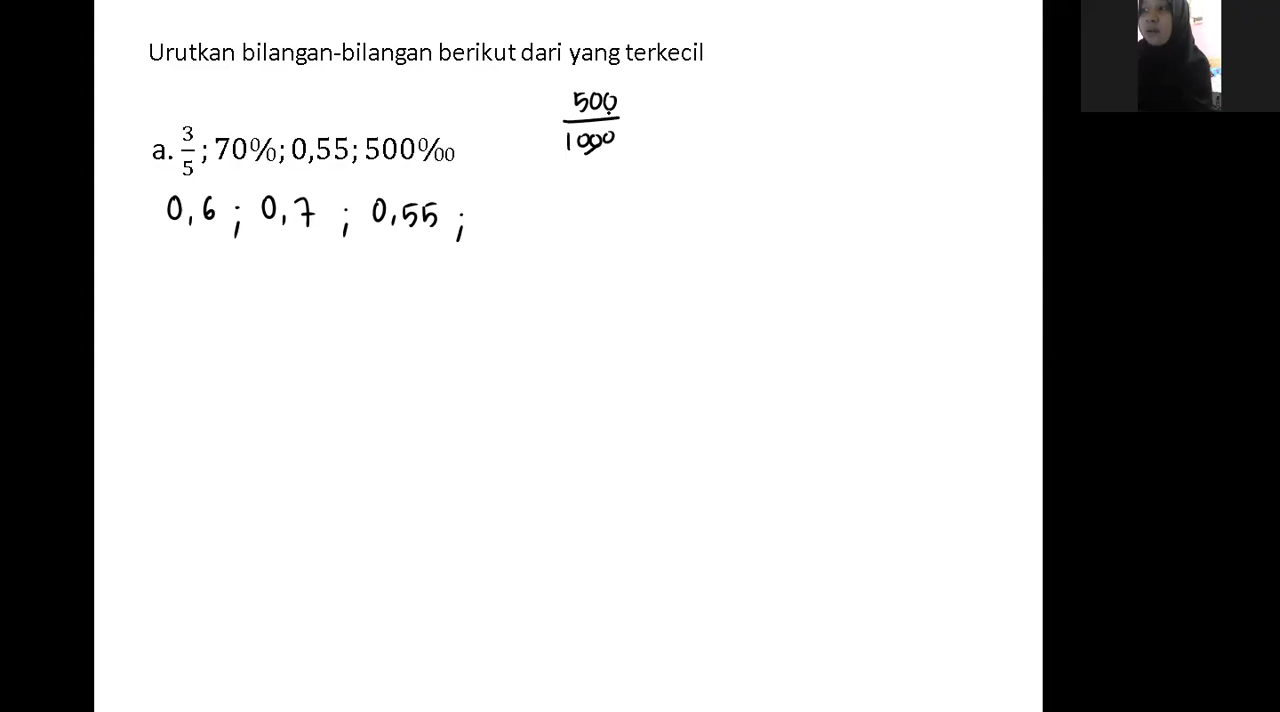 Urutkan bilangan-bilangan berikut dari yang terkecil
500
1000
a. 3/5 ; 70%; 0,55; 500‰
0,6 ; 0,7 ; 0,55 ;